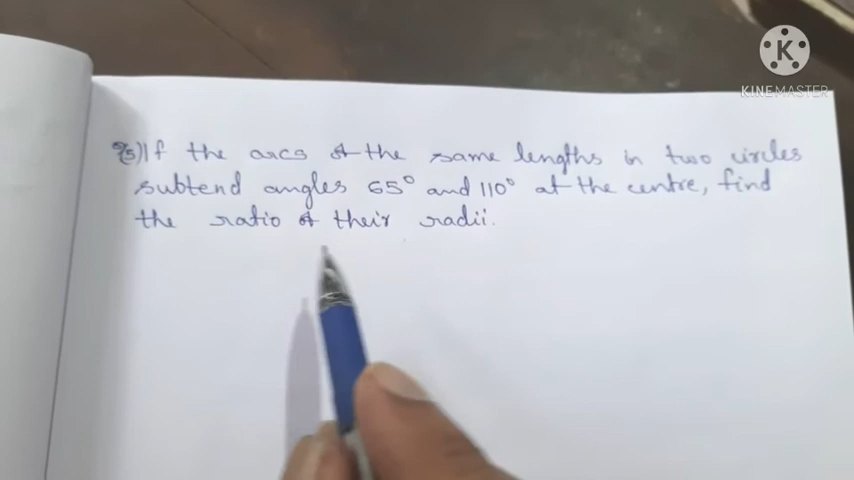 K
KINEMASTER
Q5) If the arcs of the same lengths in two circles
subtend angles 65° and 110° at the centre, find
the ratio of their radii.